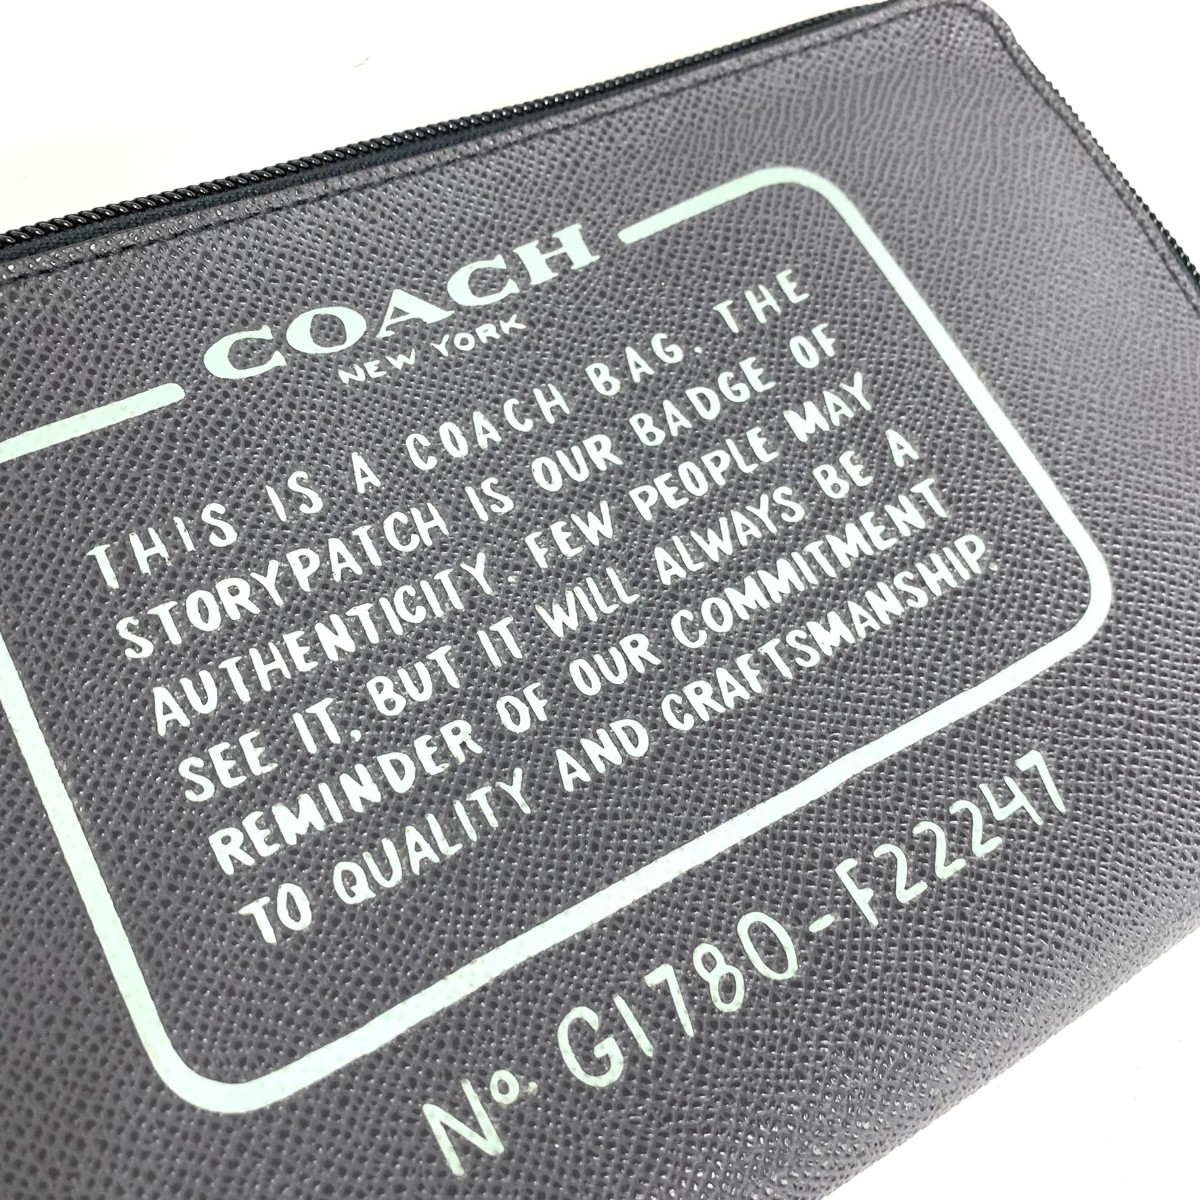 COACH
NEW YORK
THIS IS A COACH BAG. THE
STORYPATCH IS OUR BADGE OF
AUTHENTICITY. FEW PEOPLE MAY
SEE IT, BUT IT WILL ALWAYS BE A
REMINDER OF OUR COMMITMENT
TO QUALITY AND CRAFTSMANSHIP.
No. G1780-F22247